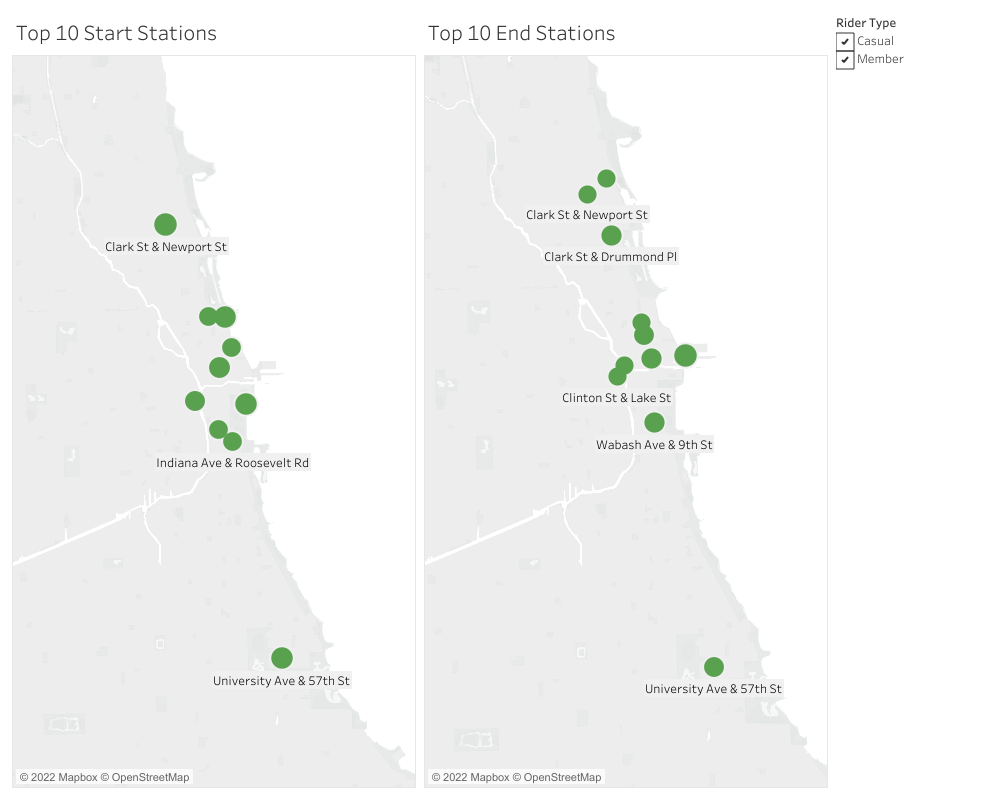 Top 10 Start Stations
Clark St & Newport St
Indiana Ave & Roosevelt Rd
University Ave & 57th St
© 2022 Mapbox © OpenStreetMap
Top 10 End Stations
Clark St & Newport St
Clark St & Drummond Pl
Clinton St & Lake St
Wabash Ave & 9th St
University Ave & 57th St
© 2022 Mapbox © OpenStreetMap
Rider Type
Casual
Member